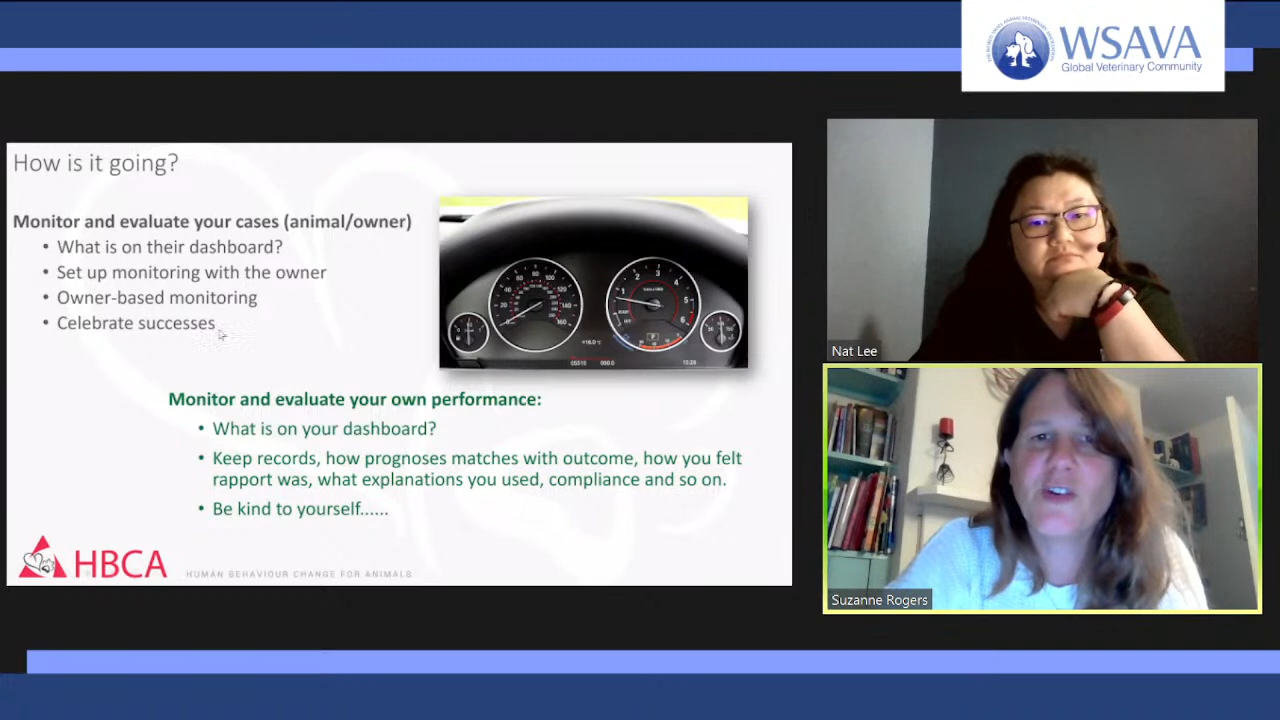 WSAVA
Global Veterinary Community
How is it going?
Monitor and evaluate your cases (animal/owner)
• What is on their dashboard?
• Set up monitoring with the owner
• Owner-based monitoring
• Celebrate successes
Monitor and evaluate your own performance:
• What is on your dashboard?
• Keep records, how prognoses matches with outcome, how you felt
rapport was, what explanations you used, compliance and so on.
• Be kind to yourself......
HBCA
HUMAN BEHAVIOUR CHANGE FOR ANIMALS
Nat Lee
Suzanne Rogers